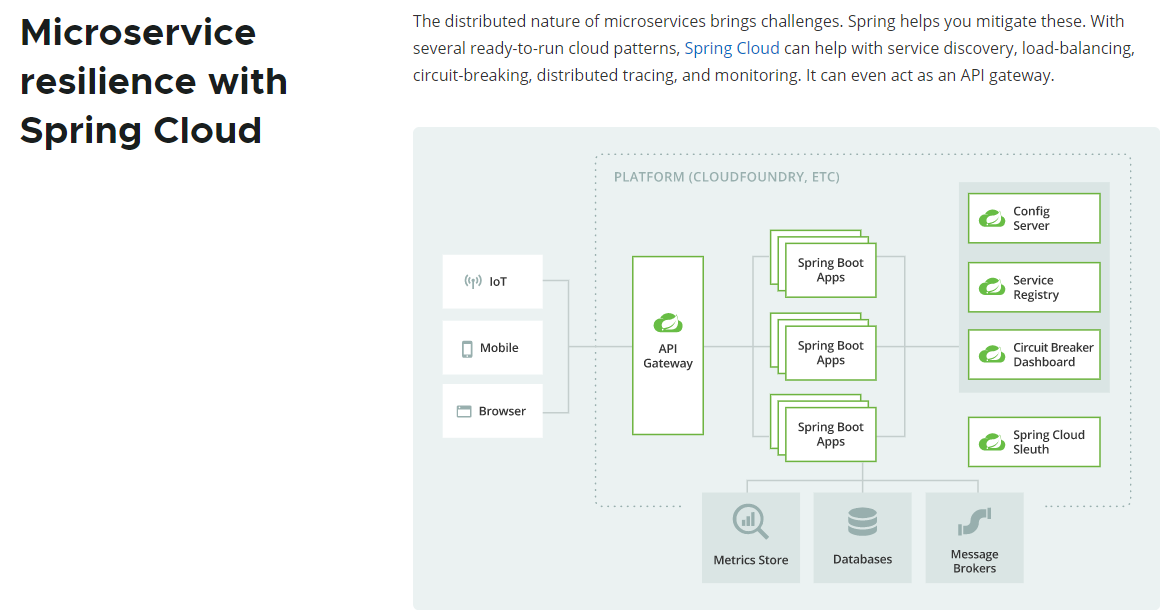 Microservice
resilience with
Spring Cloud
The distributed nature of microservices brings challenges. Spring helps you mitigate these. With
several ready-to-run cloud patterns, Spring Cloud can help with service discovery, load-balancing,
circuit-breaking, distributed tracing, and monitoring. It can even act as an API gateway.
PLATFORM (CLOUDFOUNDRY, ETC)
IoT
Mobile
Browser
API
Gateway
Spring Boot
Apps
Spring Boot
Apps
Spring Boot
Apps
Config
Server
Service
Registry
Circuit Breaker
Dashboard
Spring Cloud
Sleuth
Metrics Store
Databases
Message
Brokers